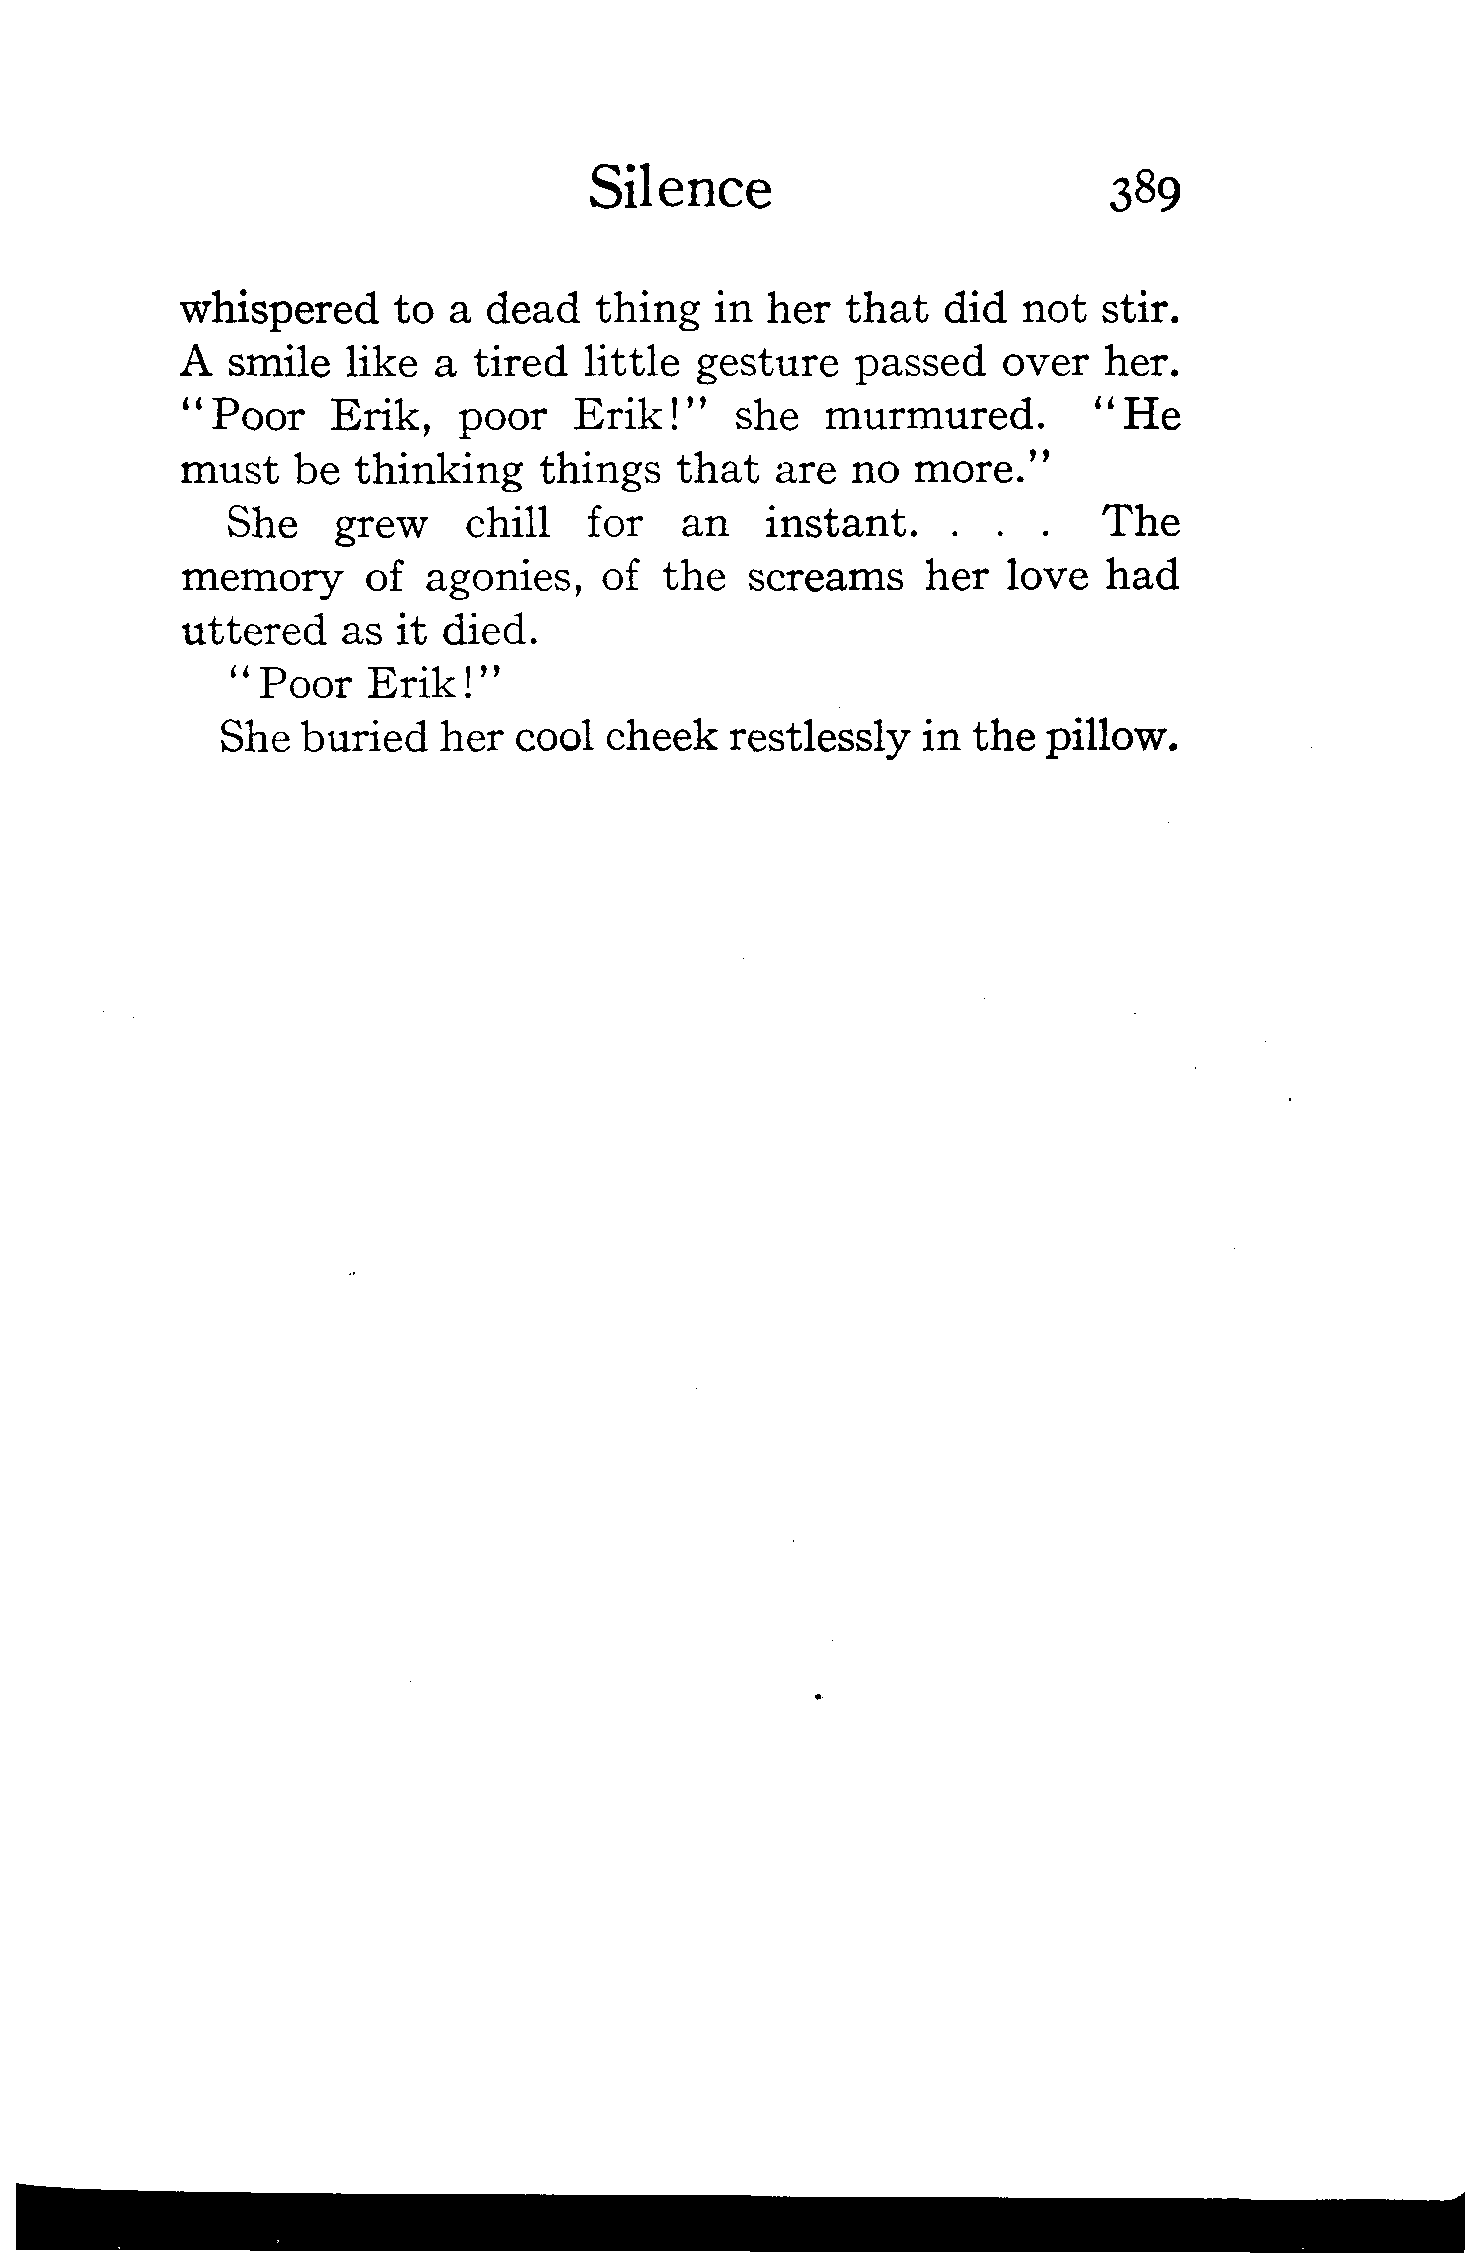 Silence 389
whispered to a dead thing in her that did not stir.
A smile like a tired little gesture passed over her.
"Poor Erik, poor Erik!" she murmured. "He
must be thinking things that are no more."
She grew chill for an instant. . . . The
memory of agonies, of the screams her love had
uttered as it died.
"Poor Erik!"
She buried her cool cheek restlessly in the pillow.